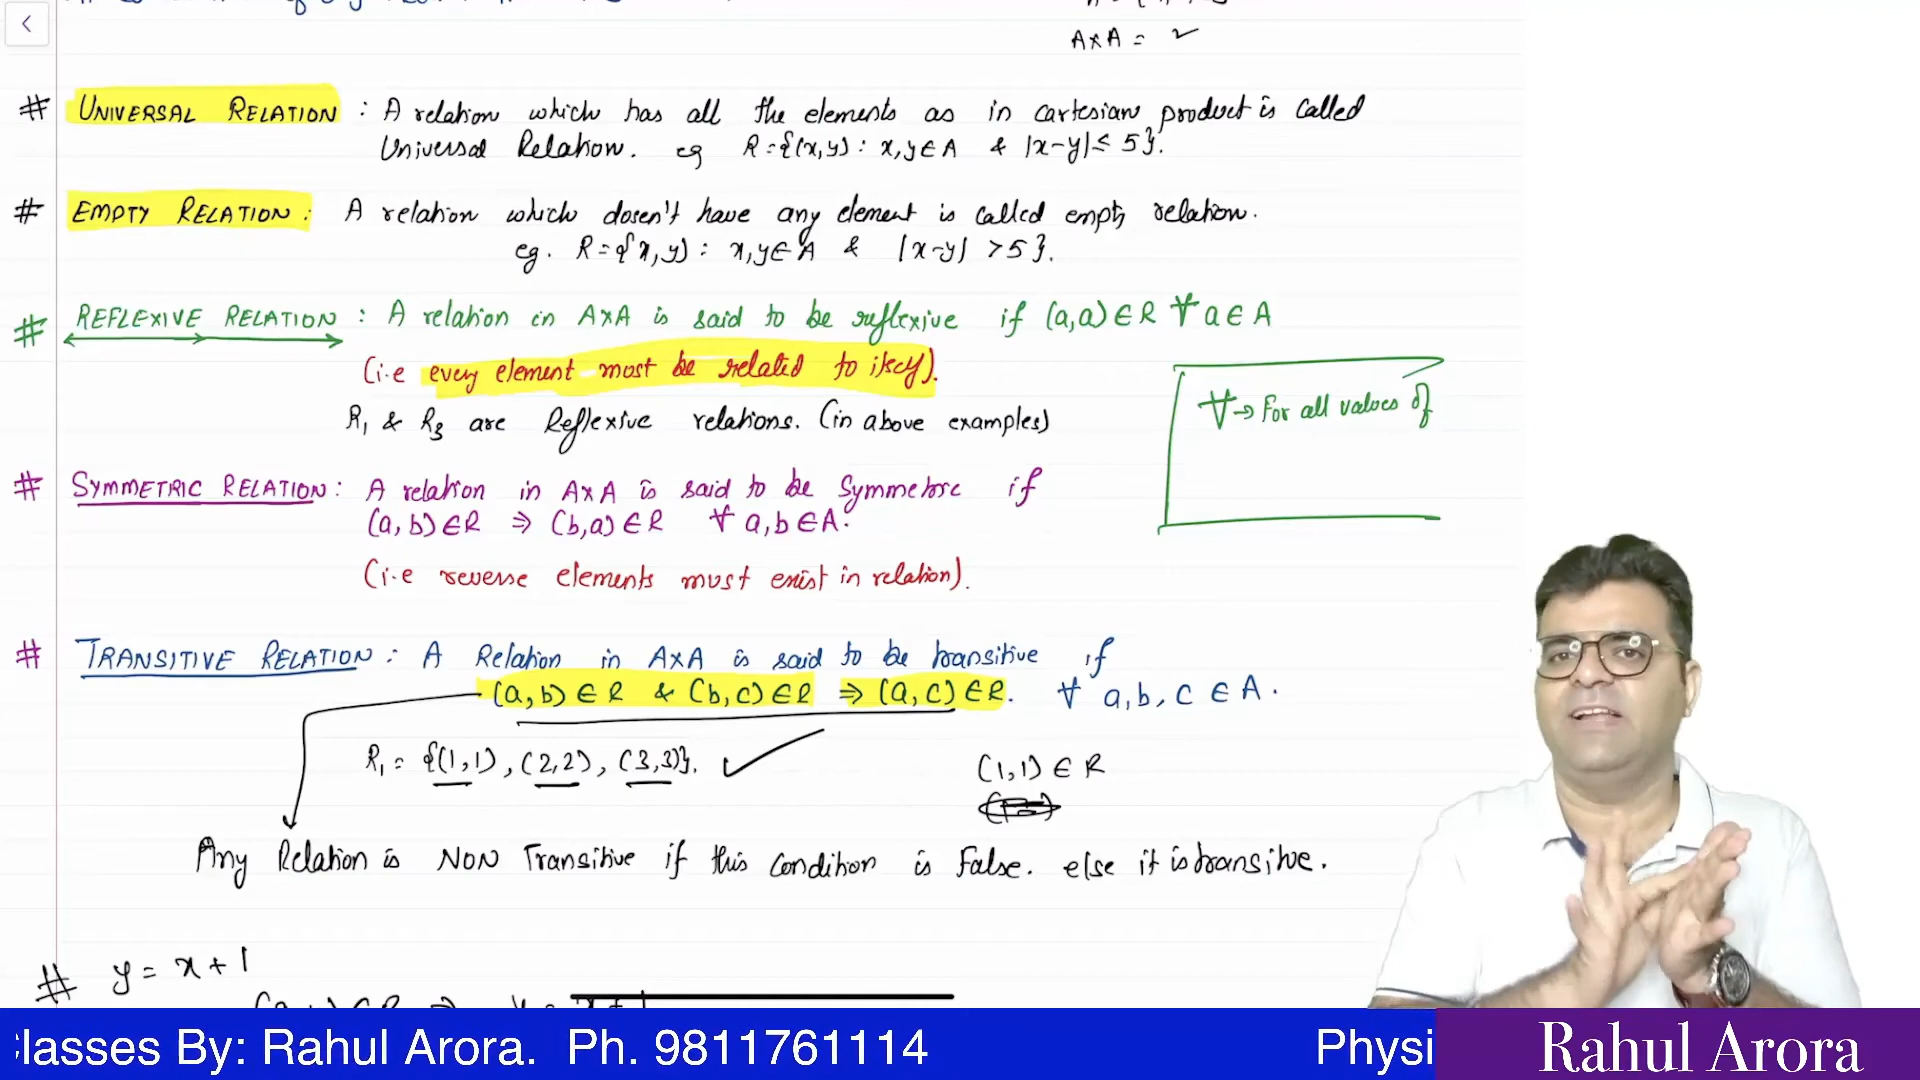 A×A =
# UNIVERSAL RELATION : A relation which has all the elements as in cartesian product is called
Universal Relation. eg R = {(x,y) : x,y ∈ A & |x-y| ≤ 5}.
# EMPTY RELATION : A relation which dosen't have any element is called empty relation.
eg. R = {x,y) : x,y ∈ A & |x-y| > 5}.
# REFLEXIVE RELATION : A relation in A×A is said to be reflexive if (a,a) ∈ R ∀ a ∈ A
(i.e every element must be related to itself).
R₁ & R₃ are Reflexive relations. (in above examples)
∀ → For all values of
# SYMMETRIC RELATION : A relation in A×A is said to be Symmetric if
(a,b) ∈ R ⇒ (b,a) ∈ R ∀ a,b ∈ A.
(i.e reverse elements must exist in relation).
# TRANSITIVE RELATION : A Relation in A×A is said to be transitive if
(a,b) ∈ R & (b,c) ∈ R ⇒ (a,c) ∈ R. ∀ a,b,c ∈ A.
R₁ = {(1,1), (2,2), (3,3)}. (1,1) ∈ R
Any Relation is NON Transitive if this Condition is False. else it is transitive.
# y = x + 1
lasses By: Rahul Arora. Ph. 9811761114 Physi Rahul Arora